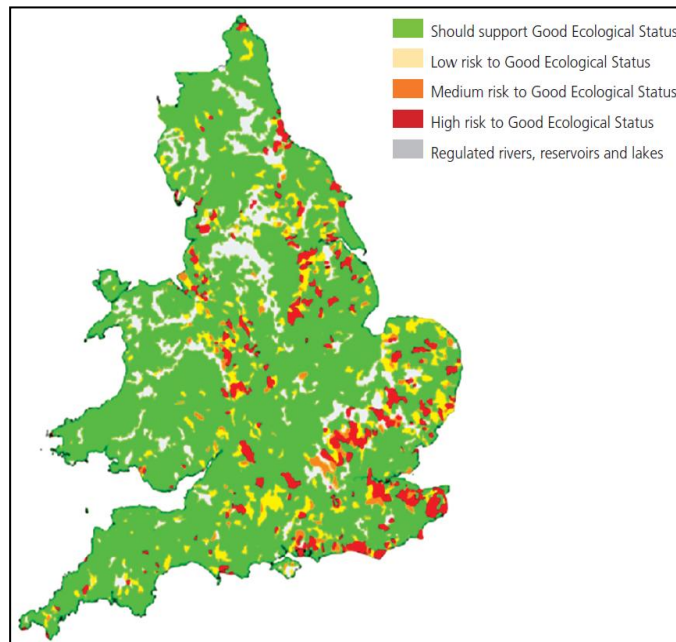 Should support Good Ecological Status
Low risk to Good Ecological Status
Medium risk to Good Ecological Status
High risk to Good Ecological Status
Regulated rivers, reservoirs and lakes